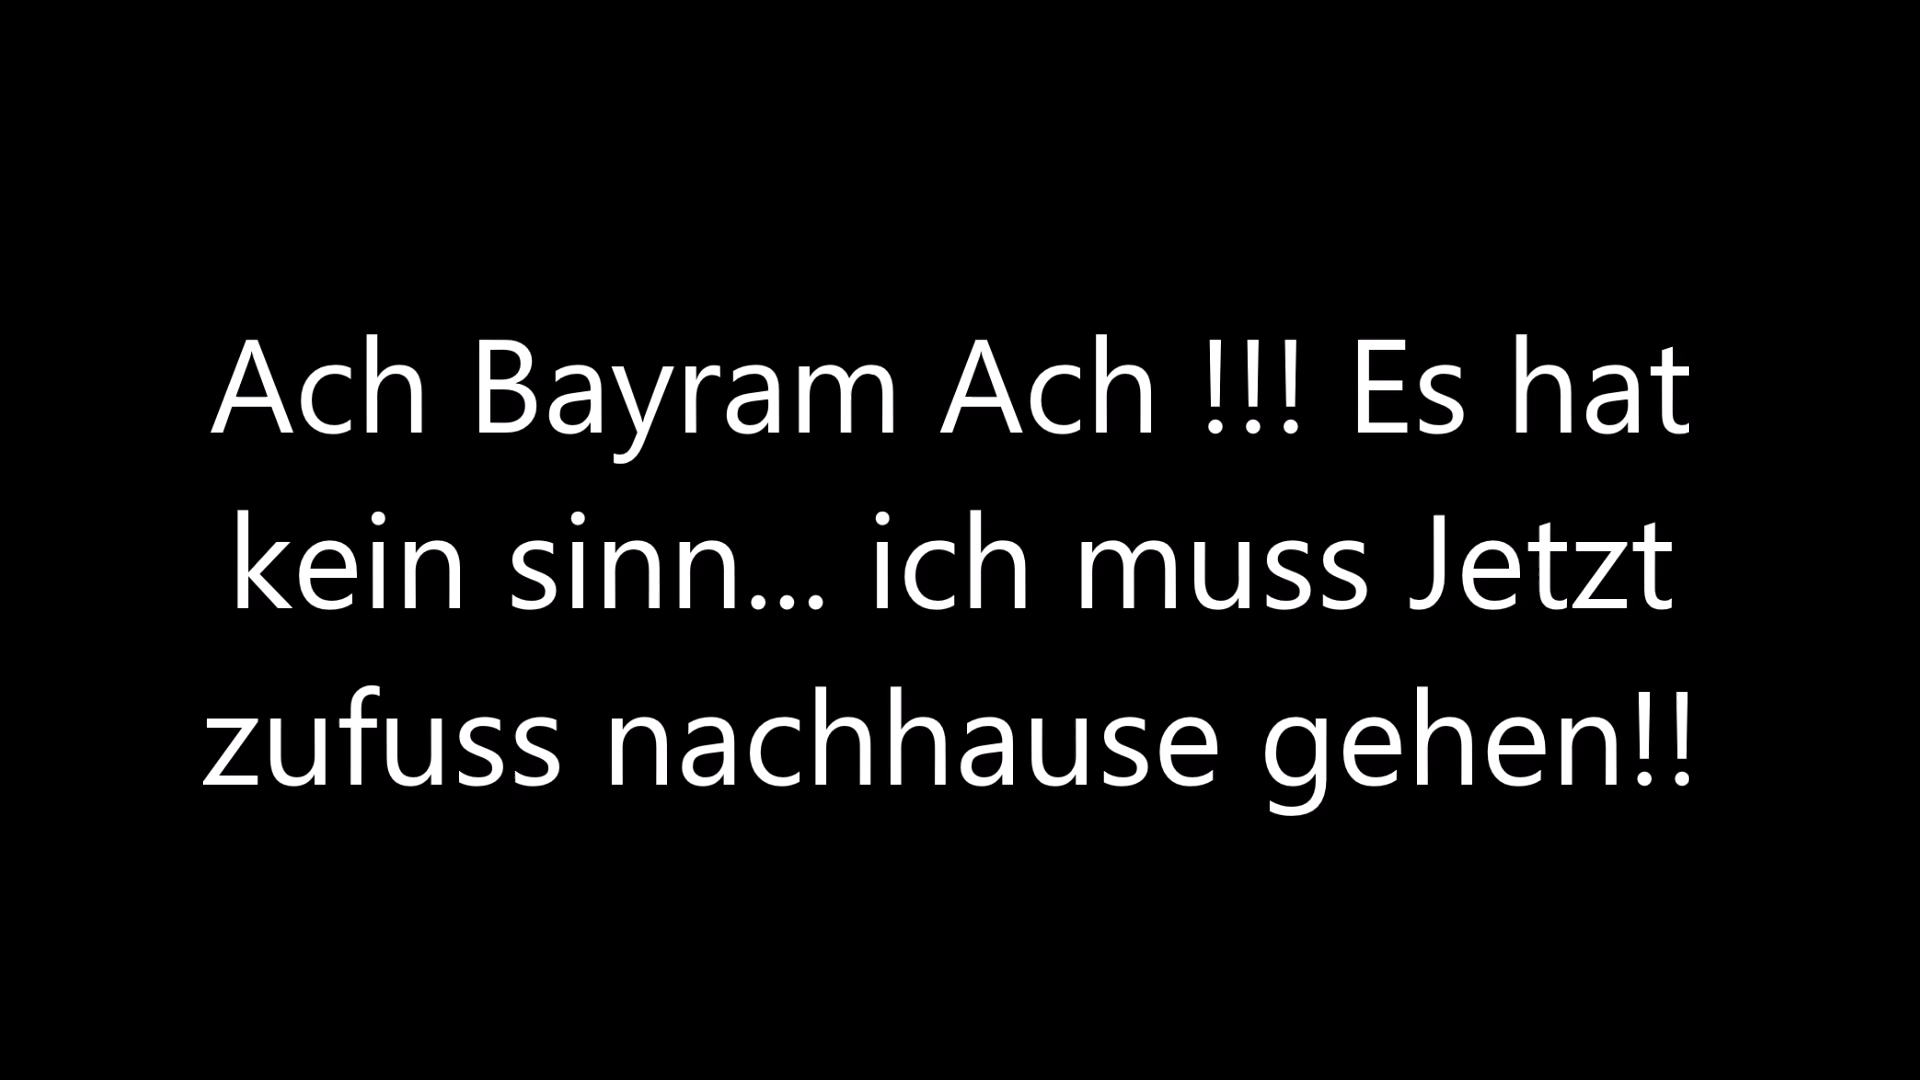 Ach Bayram Ach !!! Es hat
kein sinn... ich muss Jetzt
zufuss nachhause gehen!!